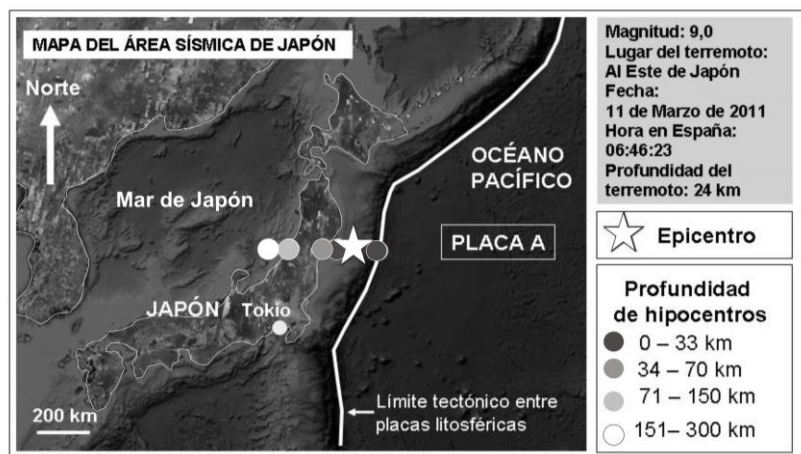 MAPA DEL ÁREA SÍSMICA DE JAPÓN
Norte
Mar de Japón
OCÉANO
PACÍFICO
PLACA A
JAPÓN
Tokio
200 km
Límite tectónico entre
placas litosféricas
Magnitud: 9,0
Lugar del terremoto:
Al Este de Japón
Fecha:
11 de Marzo de 2011
Hora en España:
06:46:23
Profundidad del
terremoto: 24 km
Epicentro
Profundidad
de hipocentros
0 – 33 km
34 – 70 km
71 – 150 km
151– 300 km